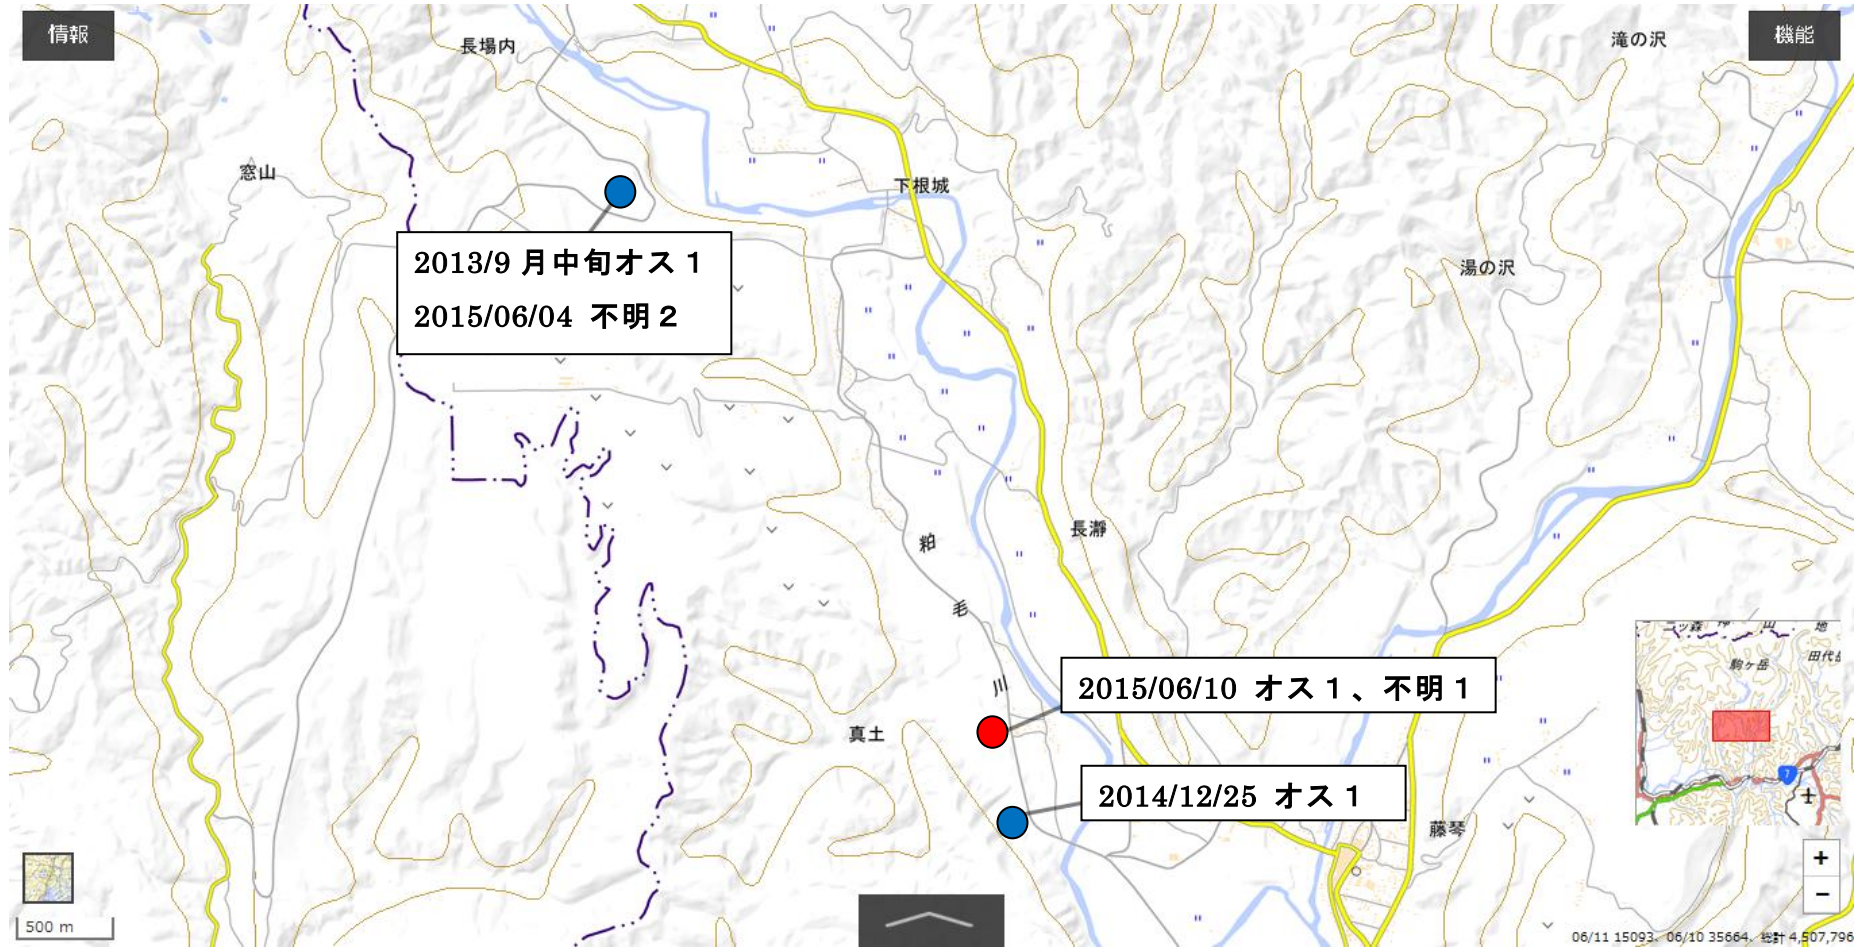 情報
長場内
滝の沢
機能
窓山
下根城
2013/9 月中旬オス 1
2015/06/04 不明 2
湯の沢
長瀞
粕
毛
川
2015/06/10 オス 1、不明 1
真土
2014/12/25 オス 1
藤琴
駒ヶ岳
7
500 m
+
−
06/11 15093、06/10 35664、総計 4,507,796